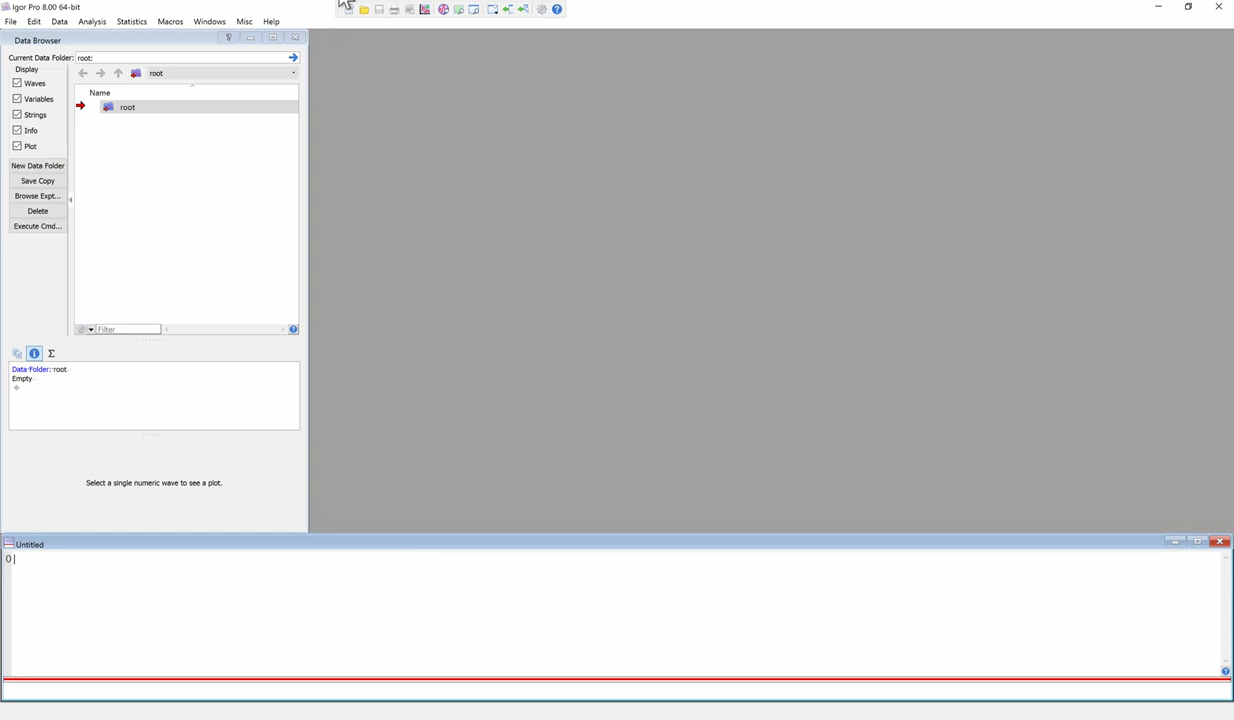 Igor Pro 8.00 64-bit
File Edit Data Analysis Statistics Macros Windows Misc Help
Data Browser
Current Data Folder: root:
Display
Waves
Variables
Strings
Info
Plot
New Data Folder
Save Copy
Browse Expt...
Delete
Execute Cmd...
root
Name
root
Filter
Data Folder: root
Empty
Select a single numeric wave to see a plot.
Untitled
0